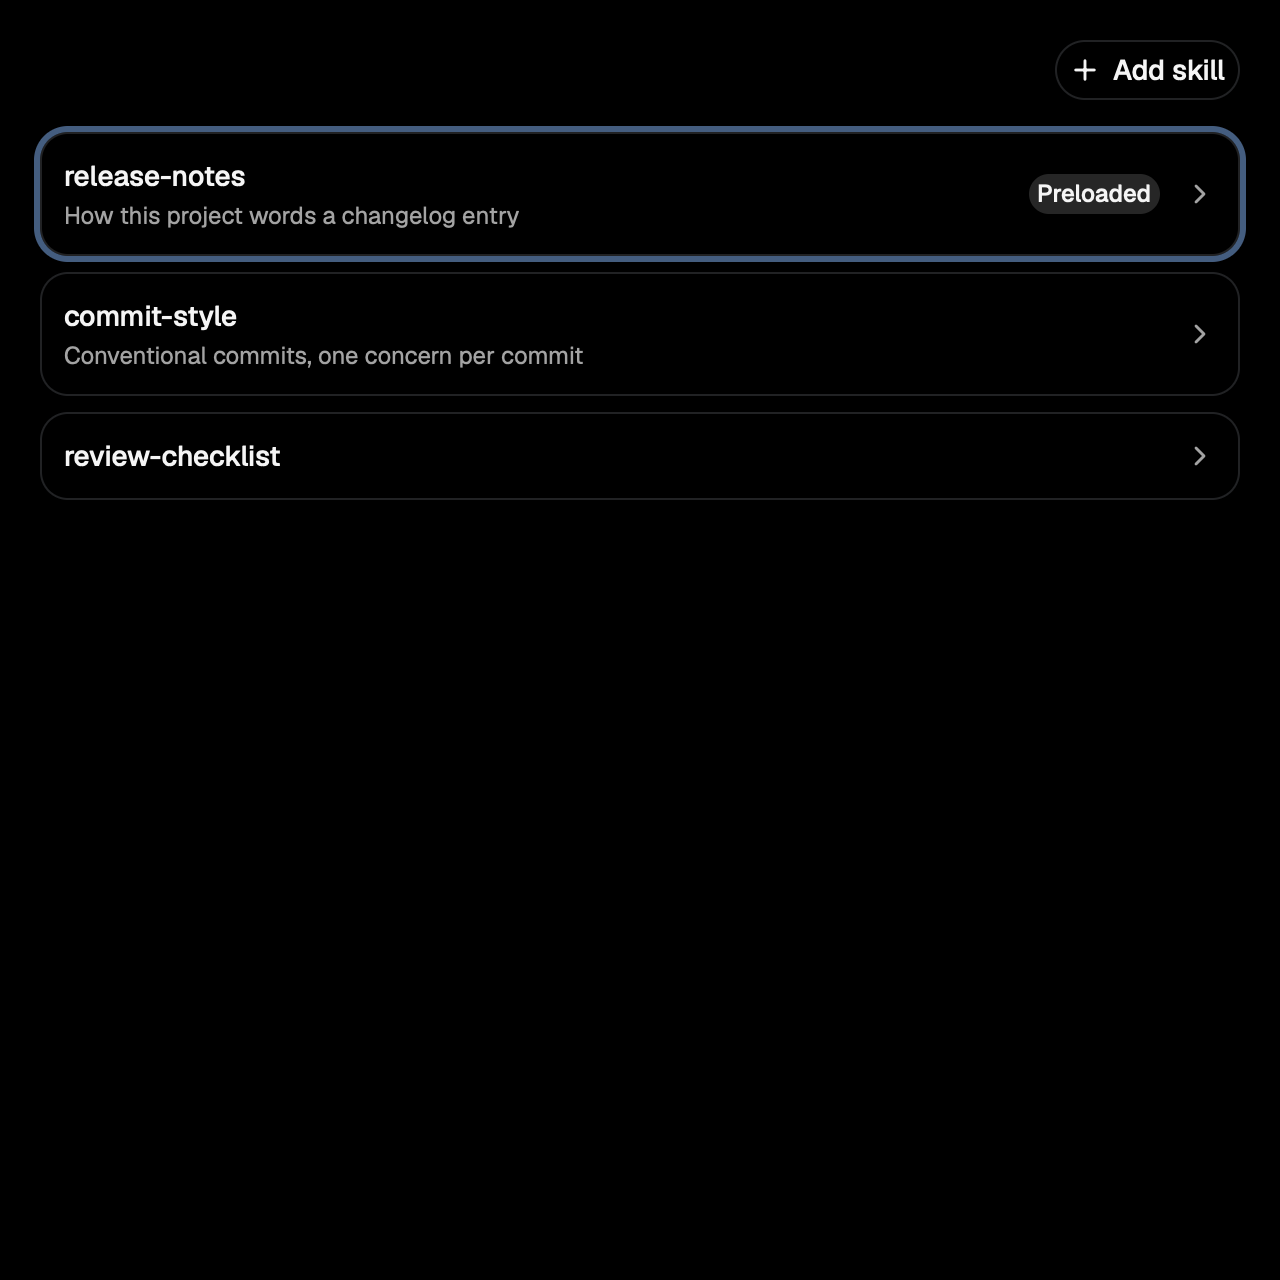 Add skill
release-notes
How this project words a changelog entry
Preloaded
commit-style
Conventional commits, one concern per commit
review-checklist